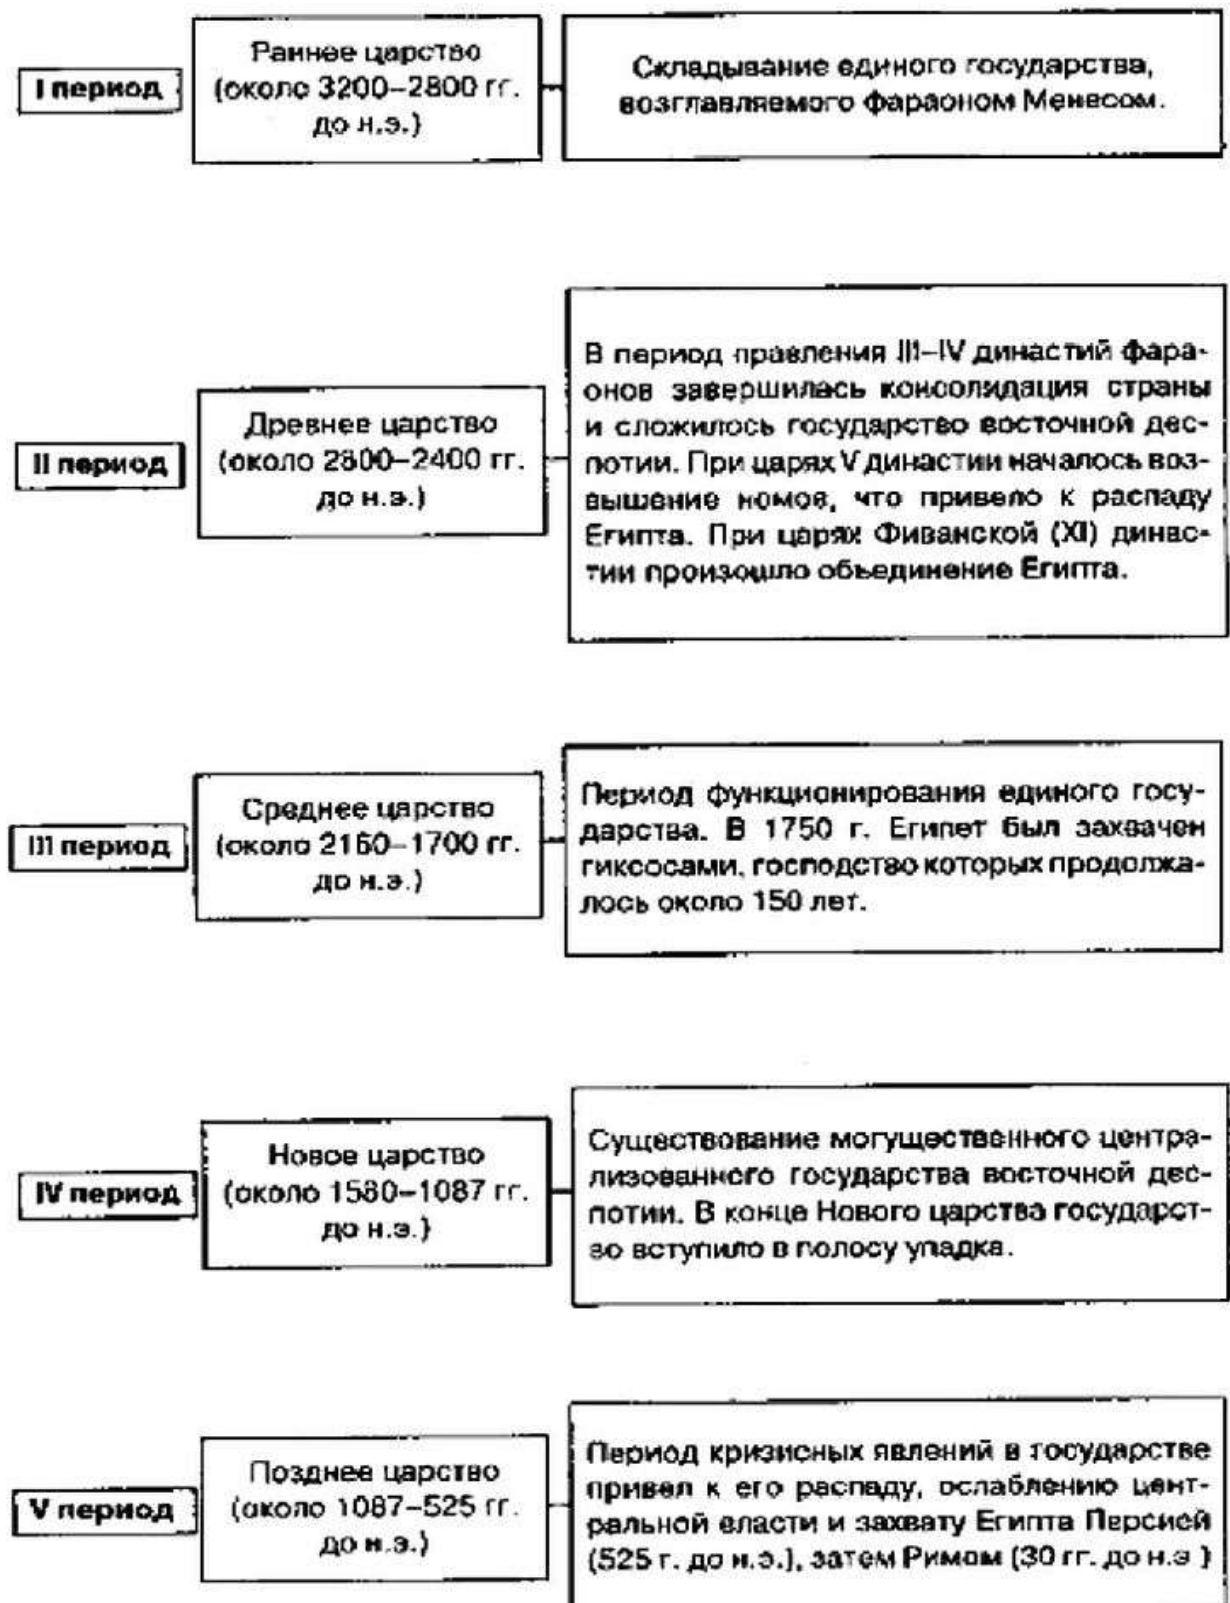 I период
Раннее царство
(около 3200–2800 гг.
до н.э.)
Складывание единого государства,
возглавляемого фараоном Менесом.
II период
Древнее царство
(около 2800–2400 гг.
до н.э.)
В период правления III–IV династий фара-
онов завершилась консолидация страны
и сложилось государство восточной дес-
потии. При царях V династии началось воз-
вышение номов, что привело к распаду
Египта. При царях Фиванской (XI) динас-
тии произошло объединение Египта.
III период
Среднее царство
(около 2160–1700 гг.
до н.э.)
Период функционирования единого госу-
дарства. В 1750 г. Египет был захвачен
гиксосами, господство которых продолжа-
лось около 150 лет.
IV период
Новое царство
(около 1580–1087 гг.
до н.э.)
Существование могущественного центра-
лизованного государства восточной дес-
потии. В конце Нового царства государст-
во вступило в полосу упадка.
V период
Позднее царство
(около 1087–525 гг.
до н.э.)
Период кризисных явлений в государстве
привел к его распаду, ослаблению цент-
ральной власти и захвату Египта Персией
(525 г. до н.э.), затем Римом (30 гг. до н.э )